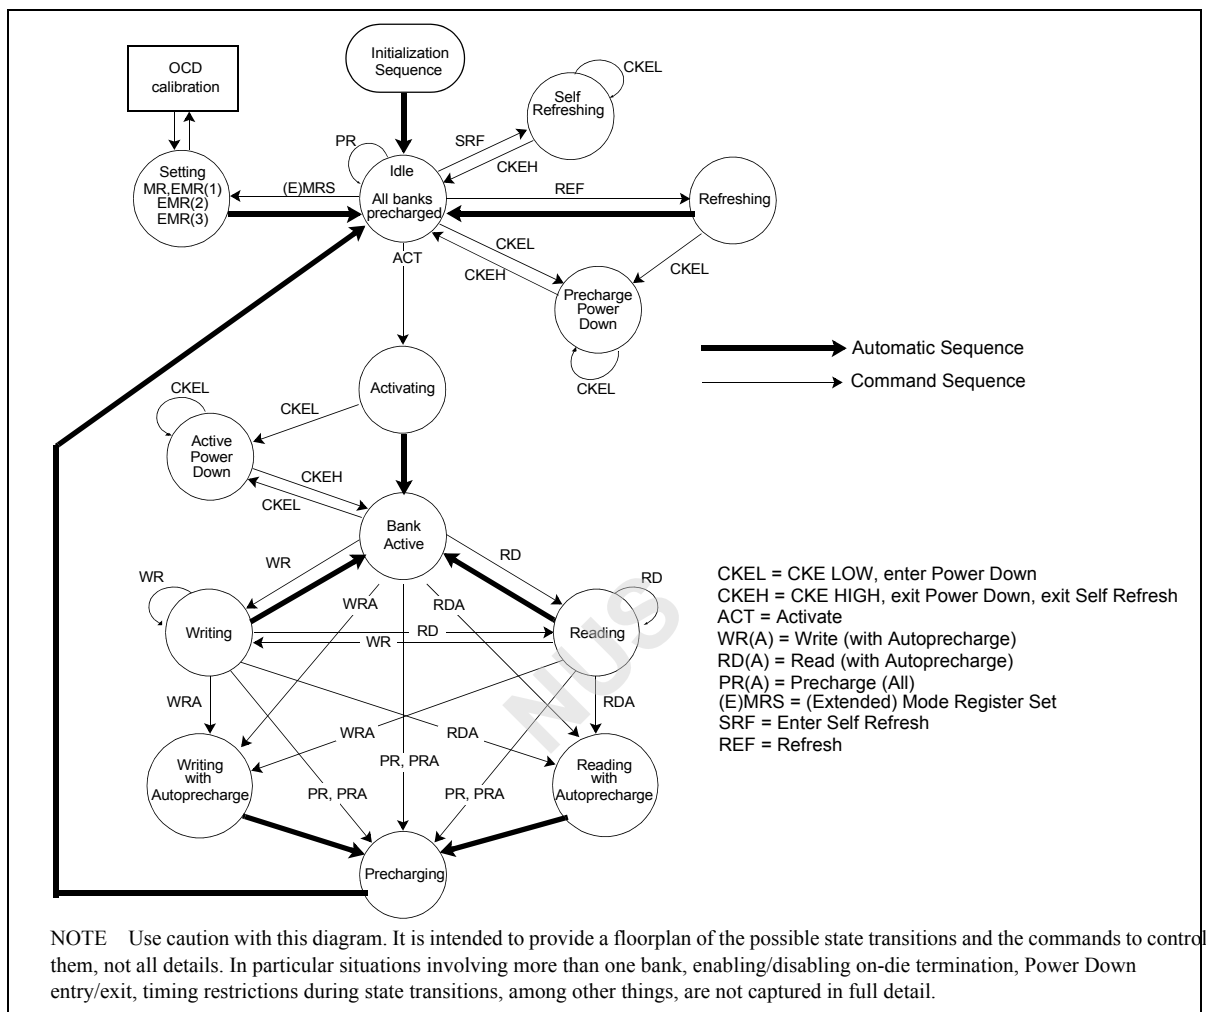 Initialization
Sequence
OCD
calibration
CKEL
Self
Refreshing
PR
SRF
CKEH
Setting
MR,EMR(1)
EMR(2)
EMR(3)
(E)MRS
Idle
All banks
precharged
REF
Refreshing
ACT
CKEL
CKEH
CKEL
Precharge
Power
Down
CKEL
Automatic Sequence
Command Sequence
Activating
CKEL
CKEL
Active
Power
Down
CKEH
CKEL
Bank
Active
WR
RD
WR
RD
WRA
RDA
Writing
RD
WR
Reading
NUS
CKEL = CKE LOW, enter Power Down
CKEH = CKE HIGH, exit Power Down, exit Self Refresh
ACT = Activate
WR(A) = Write (with Autoprecharge)
RD(A) = Read (with Autoprecharge)
PR(A) = Precharge (All)
(E)MRS = (Extended) Mode Register Set
SRF = Enter Self Refresh
REF = Refresh
WRA
RDA
WRA
RDA
PR, PRA
Writing
with
Autoprecharge
Reading
with
Autoprecharge
PR, PRA
PR, PRA
Precharging
NOTE Use caution with this diagram. It is intended to provide a floorplan of the possible state transitions and the commands to control
them, not all details. In particular situations involving more than one bank, enabling/disabling on-die termination, Power Down
entry/exit, timing restrictions during state transitions, among other things, are not captured in full detail.